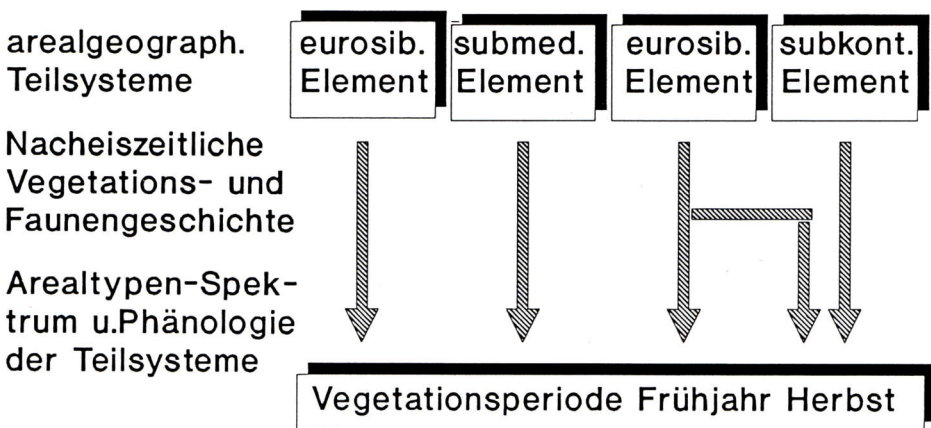 arealgeograph.
Teilsysteme
eurosib.
Element
submed.
Element
eurosib.
Element
subkont.
Element
Nacheiszeitliche
Vegetations- und
Faunengeschichte
Arealtypen-Spek-
trum u.Phänologie
der Teilsysteme
Vegetationsperiode Frühjahr Herbst